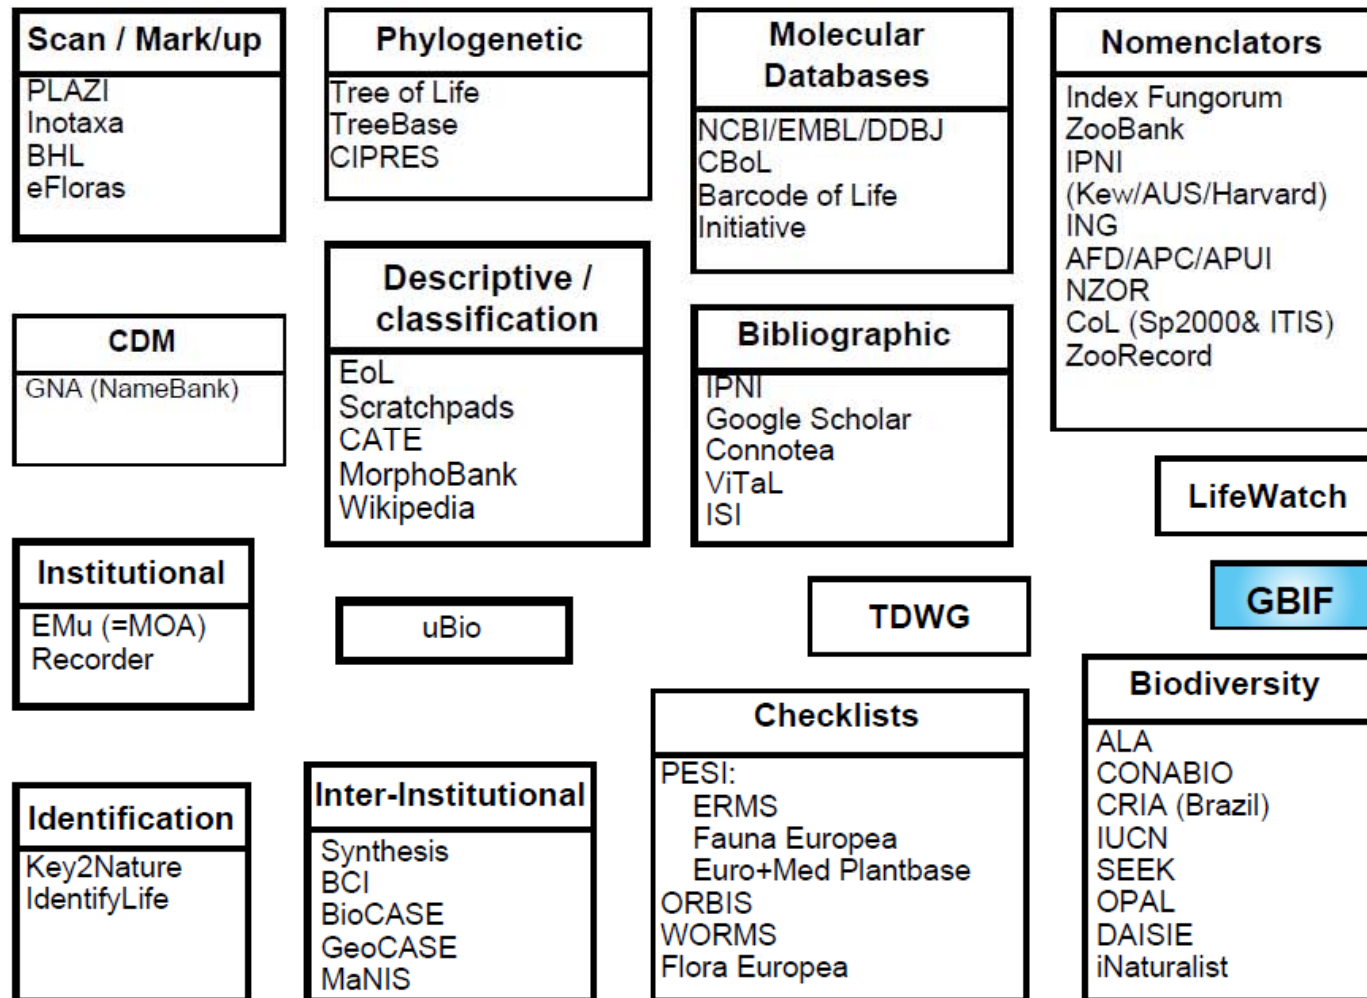 Scan / Mark/up
PLAZI
Inotaxa
BHL
eFloras
Phylogenetic
Tree of Life
TreeBase
CIPRES
Molecular
Databases
NCBI/EMBL/DDBJ
CBoL
Barcode of Life
Initiative
Nomenclators
Index Fungorum
ZooBank
IPNI
(Kew/AUS/Harvard)
ING
AFD/APC/APUI
NZOR
CoL (Sp2000& ITIS)
ZooRecord
CDM
GNA (NameBank)
Descriptive /
classification
EoL
Scratchpads
CATE
MorphoBank
Wikipedia
Bibliographic
IPNI
Google Scholar
Connotea
ViTaL
ISI
LifeWatch
Institutional
EMu (=MOA)
Recorder
uBio
TDWG
GBIF
Identification
Key2Nature
IdentifyLife
Inter-Institutional
Synthesis
BCI
BioCASE
GeoCASE
MaNIS
Checklists
PESI:
ERMS
Fauna Europea
Euro+Med Plantbase
ORBIS
WORMS
Flora Europea
Biodiversity
ALA
CONABIO
CRIA (Brazil)
IUCN
SEEK
OPAL
DAISIE
iNaturalist